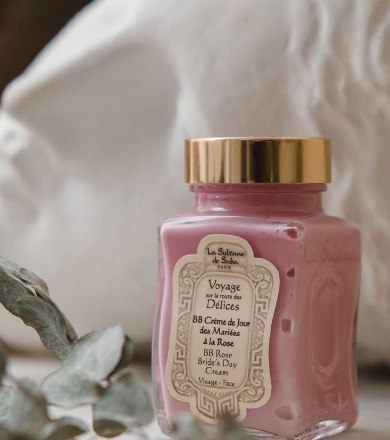 La Sultane
de Saba
PARIS
Voyage
sur la route des
Délices
BB Crème de Jour
des Mariées
à la Rose
BB Rose
Bride's Day
Cream
Visage - Face